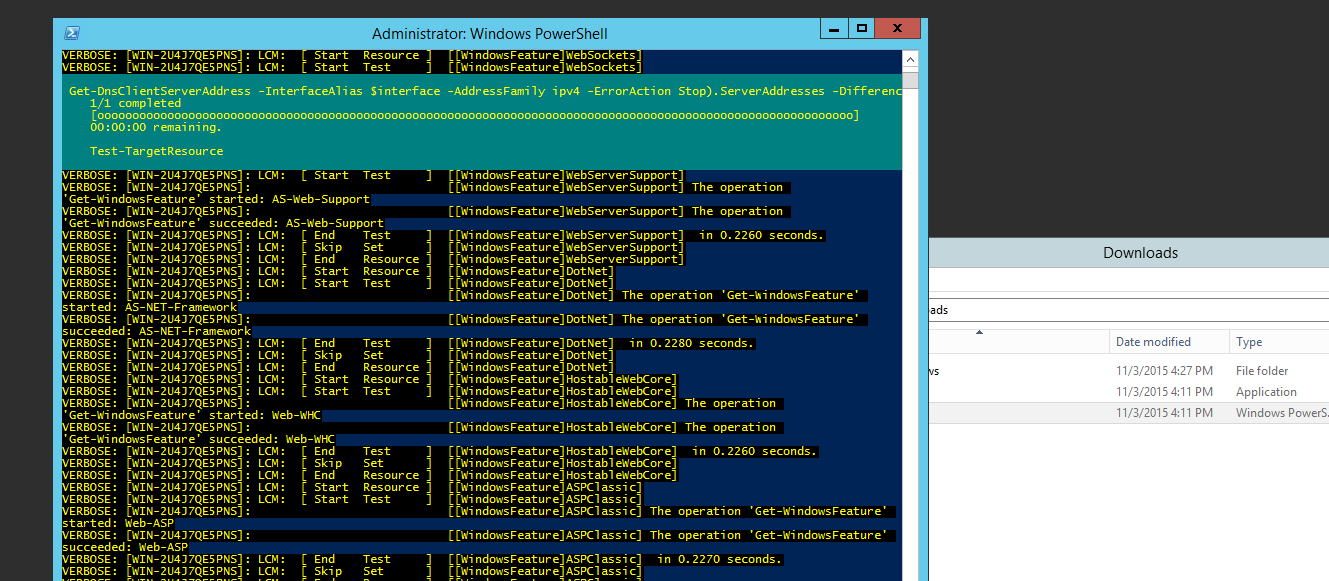 Administrator: Windows PowerShell
VERBOSE: [WIN-2U4J7QE5PNS]: LCM:  [ Start  Resource ]  [[WindowsFeature]WebSockets]
VERBOSE: [WIN-2U4J7QE5PNS]: LCM:  [ Start  Test     ]  [[WindowsFeature]WebSockets]
Get-DnsClientServerAddress -InterfaceAlias $interface -AddressFamily ipv4 -ErrorAction Stop).ServerAddresses -Differenc
1/1 completed
[oooooooooooooooooooooooooooooooooooooooooooooooooooooooooooooooooooooooooooooooooooooooooooooooooooooooooooo]
00:00:00 remaining.
Test-TargetResource
VERBOSE: [WIN-2U4J7QE5PNS]: LCM:  [ Start  Test     ]  [[WindowsFeature]WebServerSupport]
VERBOSE: [WIN-2U4J7QE5PNS]:                            [[WindowsFeature]WebServerSupport] The operation
'Get-WindowsFeature' started: AS-Web-Support
VERBOSE: [WIN-2U4J7QE5PNS]:                            [[WindowsFeature]WebServerSupport] The operation
'Get-WindowsFeature' succeeded: AS-Web-Support
VERBOSE: [WIN-2U4J7QE5PNS]: LCM:  [ End    Test     ]  [[WindowsFeature]WebServerSupport]  in 0.2260 seconds.
VERBOSE: [WIN-2U4J7QE5PNS]: LCM:  [ Skip   Set      ]  [[WindowsFeature]WebServerSupport]
VERBOSE: [WIN-2U4J7QE5PNS]: LCM:  [ End    Resource ]  [[WindowsFeature]WebServerSupport]
VERBOSE: [WIN-2U4J7QE5PNS]: LCM:  [ Start  Resource ]  [[WindowsFeature]DotNet]
VERBOSE: [WIN-2U4J7QE5PNS]: LCM:  [ Start  Test     ]  [[WindowsFeature]DotNet]
VERBOSE: [WIN-2U4J7QE5PNS]:                            [[WindowsFeature]DotNet] The operation 'Get-WindowsFeature'
started: AS-NET-Framework
VERBOSE: [WIN-2U4J7QE5PNS]:                            [[WindowsFeature]DotNet] The operation 'Get-WindowsFeature'
succeeded: AS-NET-Framework
VERBOSE: [WIN-2U4J7QE5PNS]: LCM:  [ End    Test     ]  [[WindowsFeature]DotNet]  in 0.2280 seconds.
VERBOSE: [WIN-2U4J7QE5PNS]: LCM:  [ Skip   Set      ]  [[WindowsFeature]DotNet]
VERBOSE: [WIN-2U4J7QE5PNS]: LCM:  [ End    Resource ]  [[WindowsFeature]DotNet]
VERBOSE: [WIN-2U4J7QE5PNS]: LCM:  [ Start  Resource ]  [[WindowsFeature]HostableWebCore]
VERBOSE: [WIN-2U4J7QE5PNS]: LCM:  [ Start  Test     ]  [[WindowsFeature]HostableWebCore]
VERBOSE: [WIN-2U4J7QE5PNS]:                            [[WindowsFeature]HostableWebCore] The operation
'Get-WindowsFeature' started: Web-WHC
VERBOSE: [WIN-2U4J7QE5PNS]:                            [[WindowsFeature]HostableWebCore] The operation
'Get-WindowsFeature' succeeded: Web-WHC
VERBOSE: [WIN-2U4J7QE5PNS]: LCM:  [ End    Test     ]  [[WindowsFeature]HostableWebCore]  in 0.2260 seconds.
VERBOSE: [WIN-2U4J7QE5PNS]: LCM:  [ Skip   Set      ]  [[WindowsFeature]HostableWebCore]
VERBOSE: [WIN-2U4J7QE5PNS]: LCM:  [ End    Resource ]  [[WindowsFeature]HostableWebCore]
VERBOSE: [WIN-2U4J7QE5PNS]: LCM:  [ Start  Resource ]  [[WindowsFeature]ASPClassic]
VERBOSE: [WIN-2U4J7QE5PNS]: LCM:  [ Start  Test     ]  [[WindowsFeature]ASPClassic]
VERBOSE: [WIN-2U4J7QE5PNS]:                            [[WindowsFeature]ASPClassic] The operation 'Get-WindowsFeature'
started: Web-ASP
VERBOSE: [WIN-2U4J7QE5PNS]:                            [[WindowsFeature]ASPClassic] The operation 'Get-WindowsFeature'
succeeded: Web-ASP
VERBOSE: [WIN-2U4J7QE5PNS]: LCM:  [ End    Test     ]  [[WindowsFeature]ASPClassic]  in 0.2270 seconds.
VERBOSE: [WIN-2U4J7QE5PNS]: LCM:  [ Skip   Set      ]  [[WindowsFeature]ASPClassic]
Downloads
oads
Date modified Type
ws 11/3/2015 4:27 PM File folder
11/3/2015 4:11 PM Application
11/3/2015 4:11 PM Windows PowerS